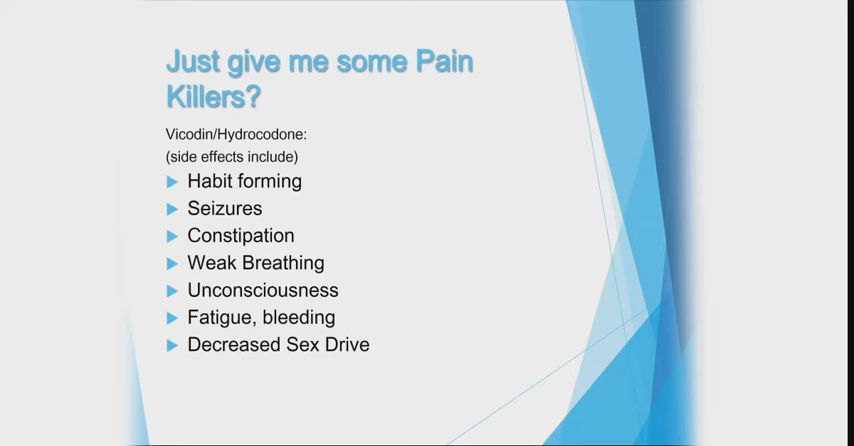 Just give me some Pain
Killers?
Vicodin/Hydrocodone:
(side effects include)
Habit forming
Seizures
Constipation
Weak Breathing
Unconsciousness
Fatigue, bleeding
Decreased Sex Drive